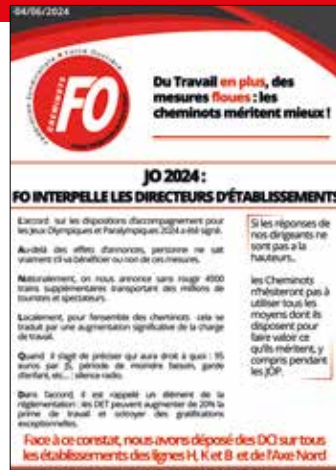 04/06/2024
CHEMINOTS
FO
Du Travail en plus, des
mesures floues : les
cheminots méritent mieux !
JO 2024 :
FO INTERPELLE LES DIRECTEURS D'ÉTABLISSEMENTS
L'accord sur les dispositions d'accompagnement pour
les Jeux Olympiques et Paralympiques 2024 a été signé.
Au-delà des effets d'annonces, personne ne sait
vraiment s'il va bénéficier ou non de ces mesures.
Naturellement, on nous annonce sans rougir 4500
trains supplémentaires transportant des millions de
touristes et spectateurs.
Localement, pour l'ensemble des cheminots cela se
traduit par une augmentation significative de la charge
de travail.
Quand il s'agit de préciser qui aura droit à quoi : 95
euros par JS, période de moindre besoin, garde
d'enfant, etc... : silence radio.
Dans l'accord, il est rappelé un élément de la
réglementation : les DET peuvent augmenter de 20% la
prime de travail et octroyer des gratifications
exceptionnelles.
Si les réponses de
nos dirigeants ne
sont pas à la
hauteur...
les Cheminots
n'hésiteront pas à
utiliser tous les
moyens dont ils
disposent pour
faire valoir ce
qu'ils méritent, y
compris pendant
les JOP.
Face à ce constat, nous avons déposé des DCI sur tous
les établissements des lignes H, K et B et de l'Axe Nord.